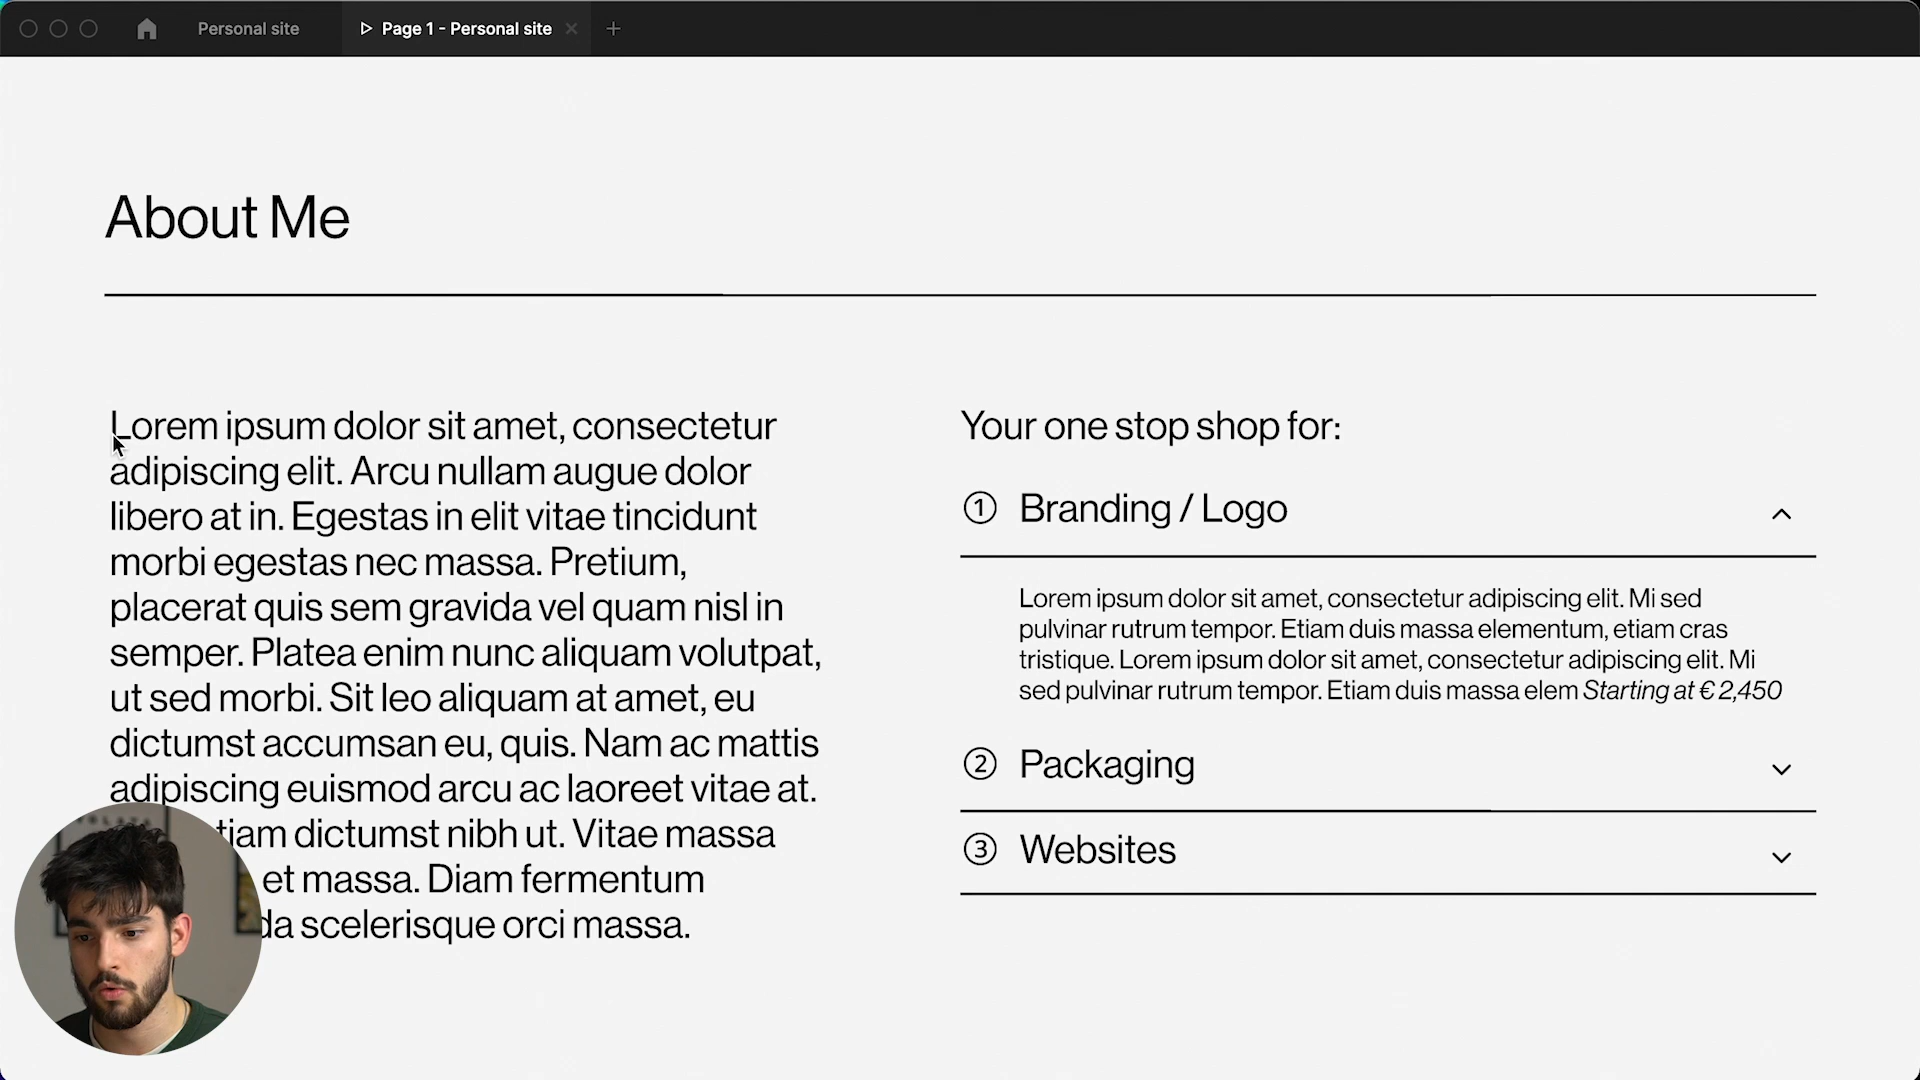 Personal site
Page 1 - Personal site
About Me
Lorem ipsum dolor sit amet, consectetur
adipiscing elit. Arcu nullam augue dolor
libero at in. Egestas in elit vitae tincidunt
morbi egestas nec massa. Pretium,
placerat quis sem gravida vel quam nisl in
semper. Platea enim nunc aliquam volutpat,
ut sed morbi. Sit leo aliquam at amet, eu
dictumst accumsan eu, quis. Nam ac mattis
adipiscing euismod arcu ac laoreet vitae at.
dictumst nibh ut. Vitae massa
et massa. Diam fermentum
scelerisque orci massa.
Your one stop shop for:
① Branding / Logo
Lorem ipsum dolor sit amet, consectetur adipiscing elit. Mi sed
pulvinar rutrum tempor. Etiam duis massa elementum, etiam cras
tristique. Lorem ipsum dolor sit amet, consectetur adipiscing elit. Mi
sed pulvinar rutrum tempor. Etiam duis massa elem Starting at € 2,450
② Packaging
③ Websites